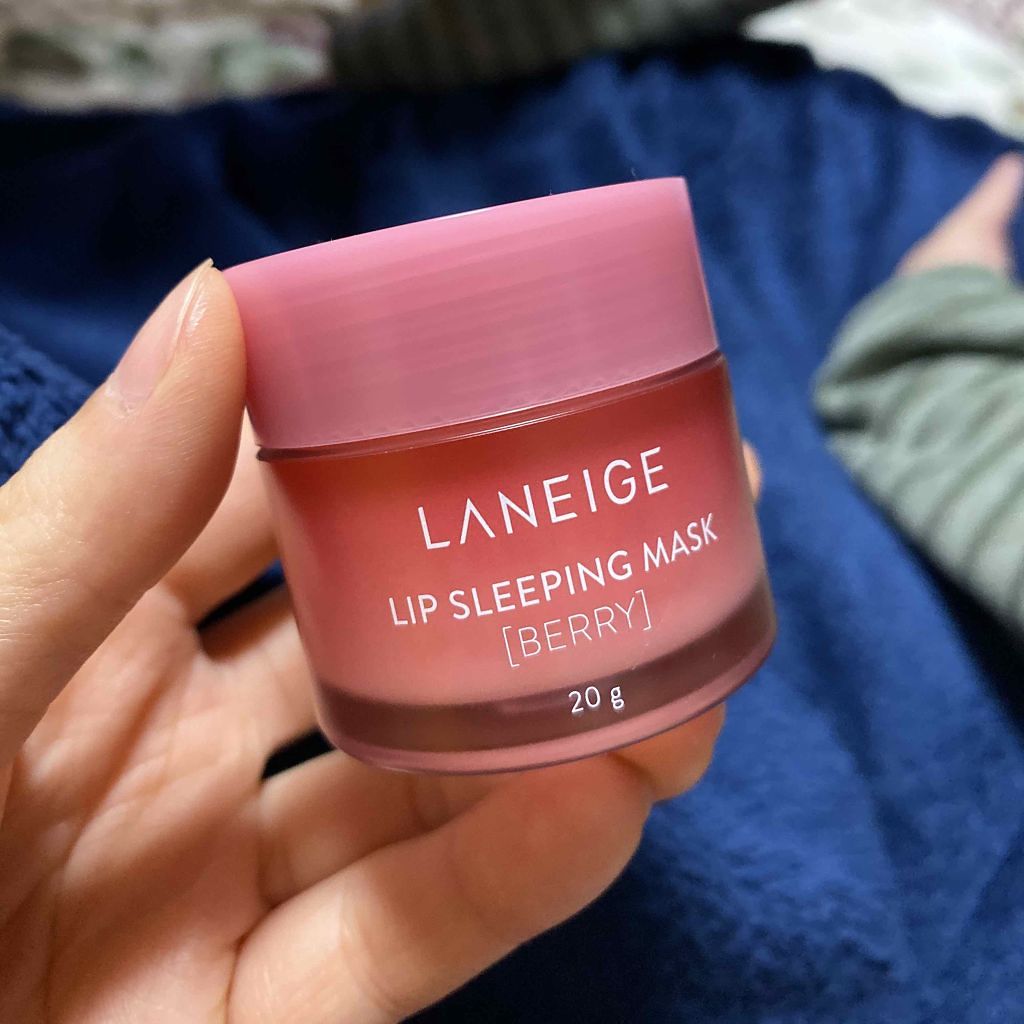 LANEIGE
LIP SLEEPING MASK
[BERRY]
20 g